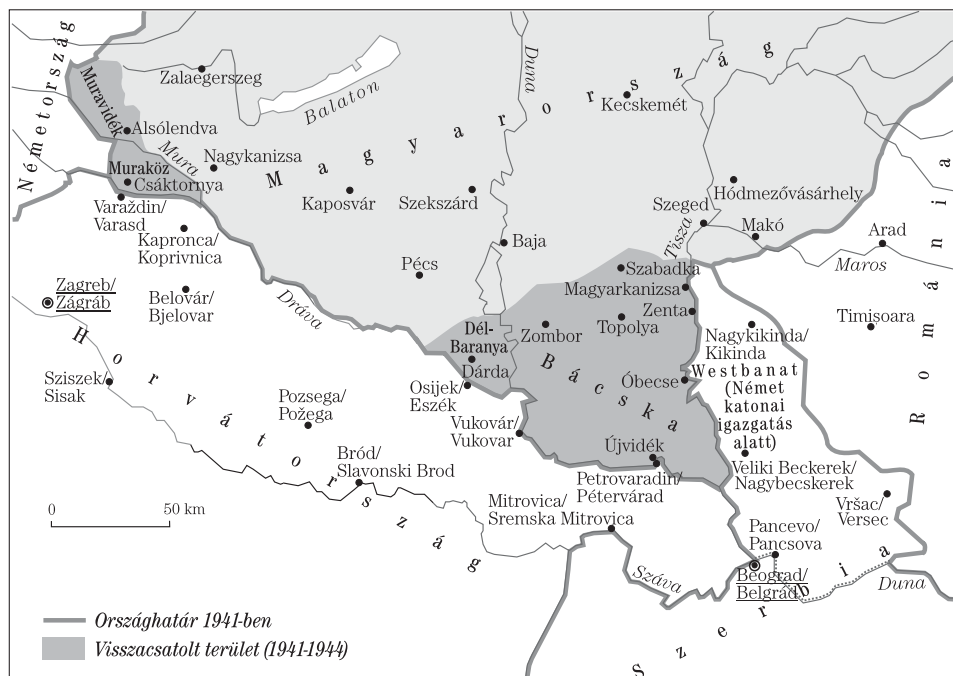 Németország
Muravidék
Zalaegerszeg
Balaton
Duna
Magyarország
Kecskemét
Alsólendva
Mura
Nagykanizsa
Muraköz
Csáktornya
Kaposvár
Szekszárd
Hódmezővásárhely
Varaždin/
Varasd
Kapronca/
Koprivnica
Szeged
Makó
Arad
Baja
Tisza
Maros
Románia
Pécs
Szabadka
Magyarkanizsa
Zagreb/
Zágráb
Belovár/
Bjelovar
Dráva
Zenta
Zombor
Topolya
Timisoara
Nagykikinda/
Kikinda
Dél-
Baranya
Dárda
Bácska
Óbecse
Westbanat
(Német
katonai
igazgatás
alatt)
Horvátország
Sziszek/
Sisak
Pozsega/
Požega
Osijek/
Eszék
Vukovár/
Vukovar
Újvidék
Bród/
Slavonski Brod
Petrovaradin/
Pétervárad
Veliki Beckerek/
Nagybecskerek
0 50 km
Mitrovica/
Sremska Mitrovica
Vršac/
Versec
Pancevo/
Pancsova
Száva
Beograd/
Belgrád
Duna
Szerbia
Országhatár 1941-ben
Visszacsatolt terület (1941-1944)